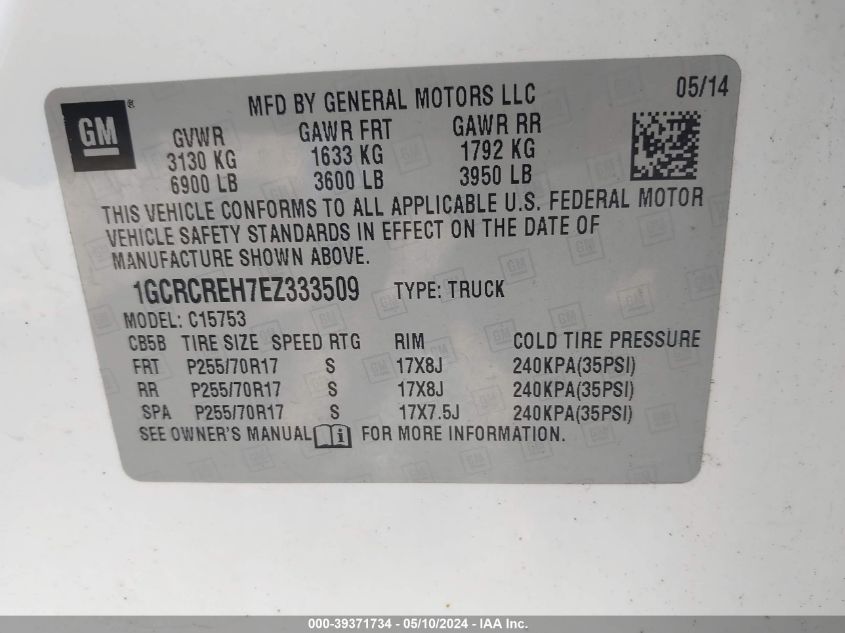 GM ®
MFD BY GENERAL MOTORS LLC 05/14
GVWR GAWR FRT GAWR RR
3130 KG 1633 KG 1792 KG
6900 LB 3600 LB 3950 LB
THIS VEHICLE CONFORMS TO ALL APPLICABLE U.S. FEDERAL MOTOR
VEHICLE SAFETY STANDARDS IN EFFECT ON THE DATE OF
MANUFACTURE SHOWN ABOVE.
1GCRCREH7EZ333509 TYPE: TRUCK
MODEL: C15753
CB5B TIRE SIZE SPEED RTG RIM COLD TIRE PRESSURE
FRT P255/70R17 S 17X8J 240KPA(35PSI)
RR P255/70R17 S 17X8J 240KPA(35PSI)
SPA P255/70R17 S 17X7.5J 240KPA(35PSI)
SEE OWNER'S MANUAL i FOR MORE INFORMATION.
000-39371734 - 05/10/2024 - IAA Inc.